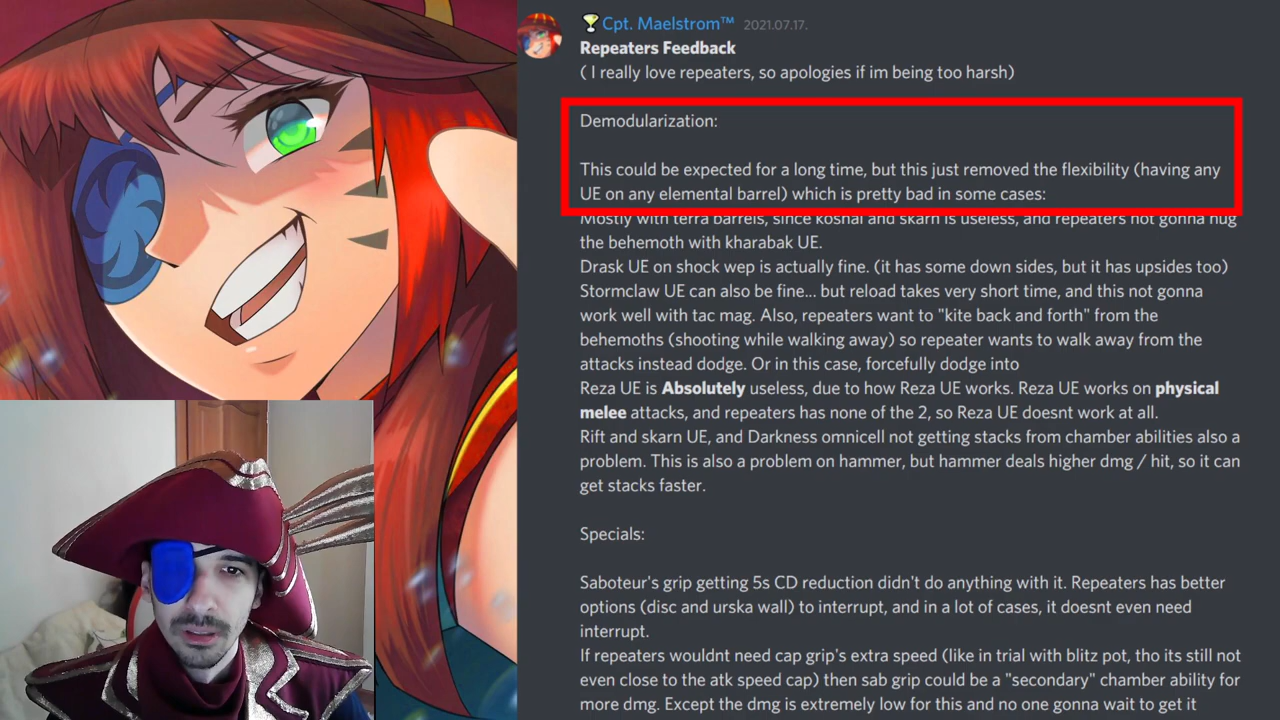 Cpt. Maelstrom™ 2021.07.17.
Repeaters Feedback
( I really love repeaters, so apologies if im being too harsh)
Demodularization:
This could be expected for a long time, but this just removed the flexibility (having any
UE on any elemental barrel) which is pretty bad in some cases:
Mostly with terra barrels, since koshai and skarn is useless, and repeaters not gonna hug
the behemoth with kharabak UE.
Drask UE on shock wep is actually fine. (it has some down sides, but it has upsides too)
Stormclaw UE can also be fine... but reload takes very short time, and this not gonna
work well with tac mag. Also, repeaters want to "kite back and forth" from the
behemoths (shooting while walking away) so repeater wants to walk away from the
attacks instead dodge. Or in this case, forcefully dodge into
Reza UE is Absolutely useless, due to how Reza UE works. Reza UE works on physical
melee attacks, and repeaters has none of the 2, so Reza UE doesnt work at all.
Rift and skarn UE, and Darkness omnicell not getting stacks from chamber abilities also a
problem. This is also a problem on hammer, but hammer deals higher dmg / hit, so it can
get stacks faster.
Specials:
Saboteur's grip getting 5s CD reduction didn't do anything with it. Repeaters has better
options (disc and urska wall) to interrupt, and in a lot of cases, it doesnt even need
interrupt.
If repeaters wouldnt need cap grip's extra speed (like in trial with blitz pot, tho its still not
even close to the atk speed cap) then sab grip could be a "secondary" chamber ability for
more dmg. Except the dmg is extremely low for this and no one gonna wait to get it